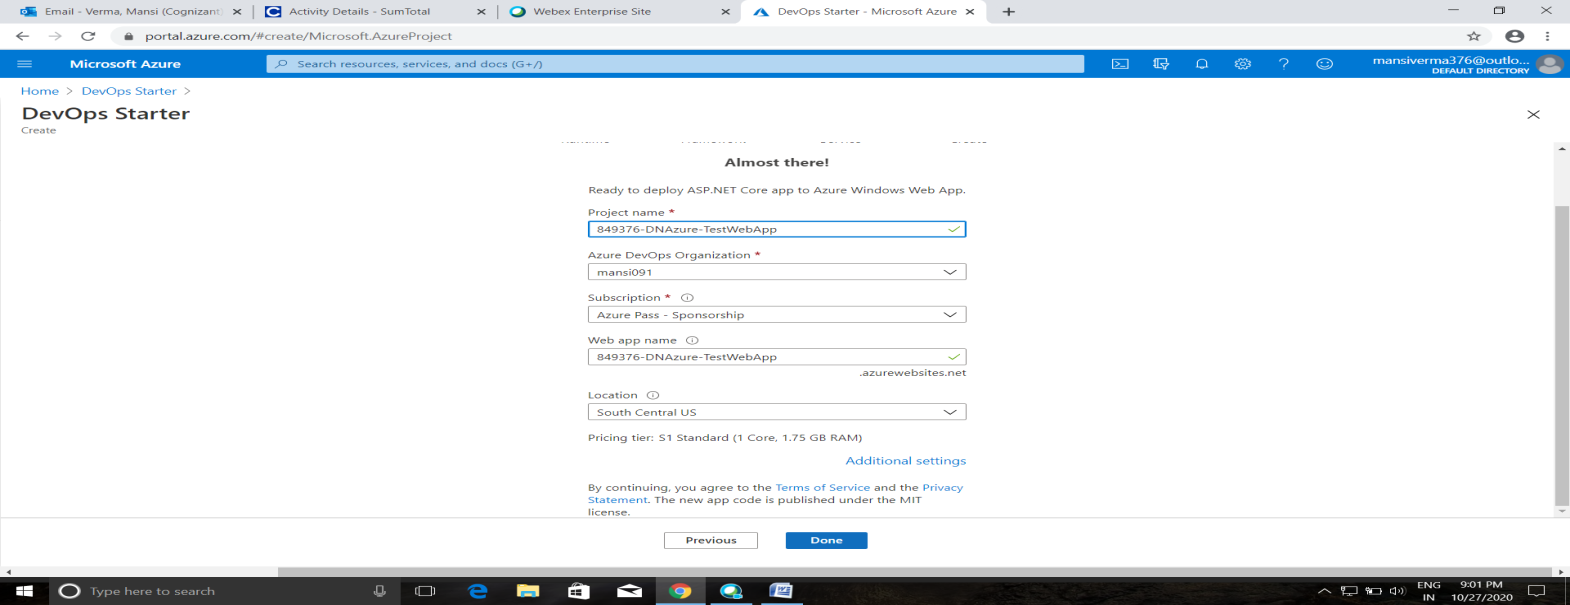 Email - Verma, Mansi (Cognizant)
Activity Details - SumTotal
Webex Enterprise Site
DevOps Starter - Microsoft Azure
portal.azure.com/#create/Microsoft.AzureProject
Microsoft Azure
Search resources, services, and docs (G+/)
mansiverma376@outlo...
DEFAULT DIRECTORY
Home > DevOps Starter >
DevOps Starter
Create
Almost there!
Ready to deploy ASP.NET Core app to Azure Windows Web App.
Project name *
849376-DNAzure-TestWebApp
Azure DevOps Organization *
mansi091
Subscription *
Azure Pass - Sponsorship
Web app name
849376-DNAzure-TestWebApp
.azurewebsites.net
Location
South Central US
Pricing tier: S1 Standard (1 Core, 1.75 GB RAM)
Additional settings
By continuing, you agree to the Terms of Service and the Privacy
Statement. The new app code is published under the MIT
license.
Previous
Done
Type here to search
ENG
IN
9:01 PM
10/27/2020